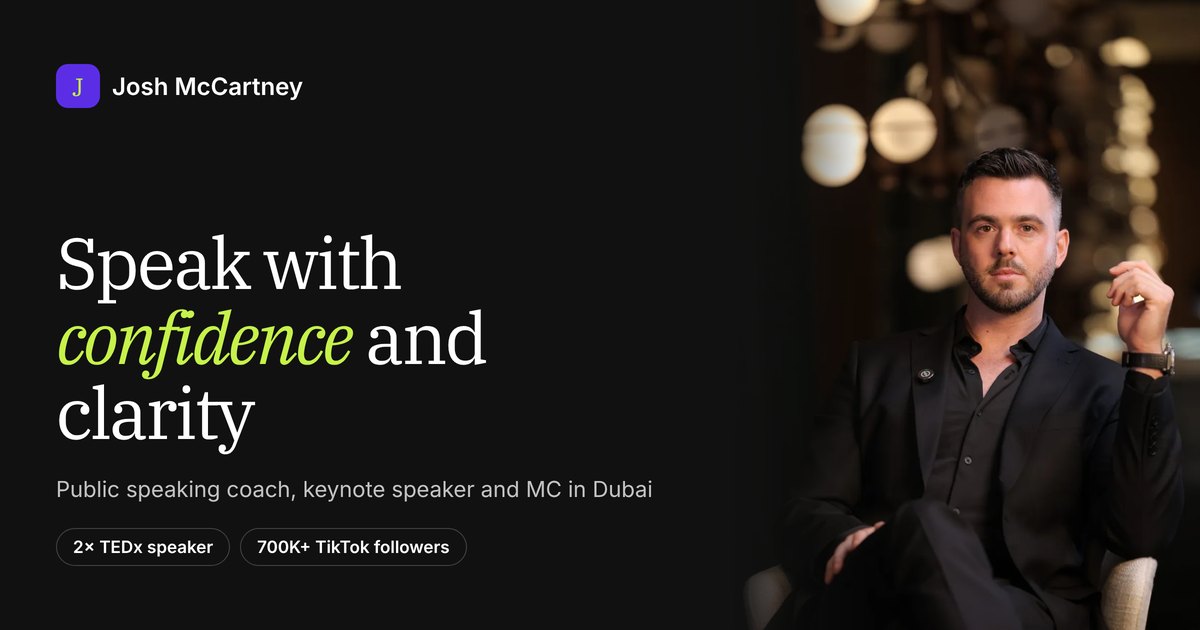 J
Josh McCartney
Speak with
confidence and
clarity
Public speaking coach, keynote speaker and MC in Dubai
2× TEDx speaker
700K+ TikTok followers